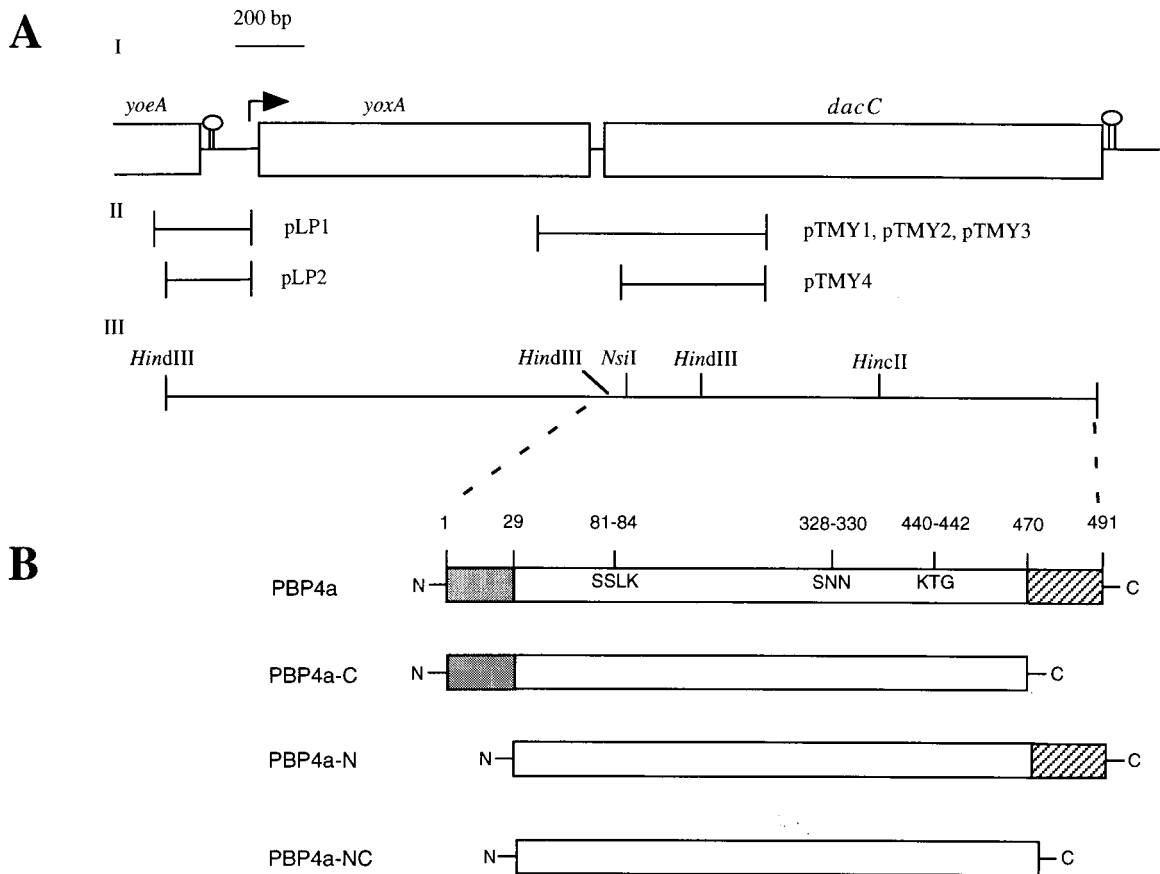 A
I
200 bp
yoeA yoxA dacC
II
pLP1 pTMY1, pTMY2, pTMY3
pLP2 pTMY4
III
HindIII HindIII NsiI HindIII HincII
1 29 81-84 328-330 440-442 470 491
B
PBP4a N SSLK SNN KTG C
PBP4a-C N C
PBP4a-N N C
PBP4a-NC N C